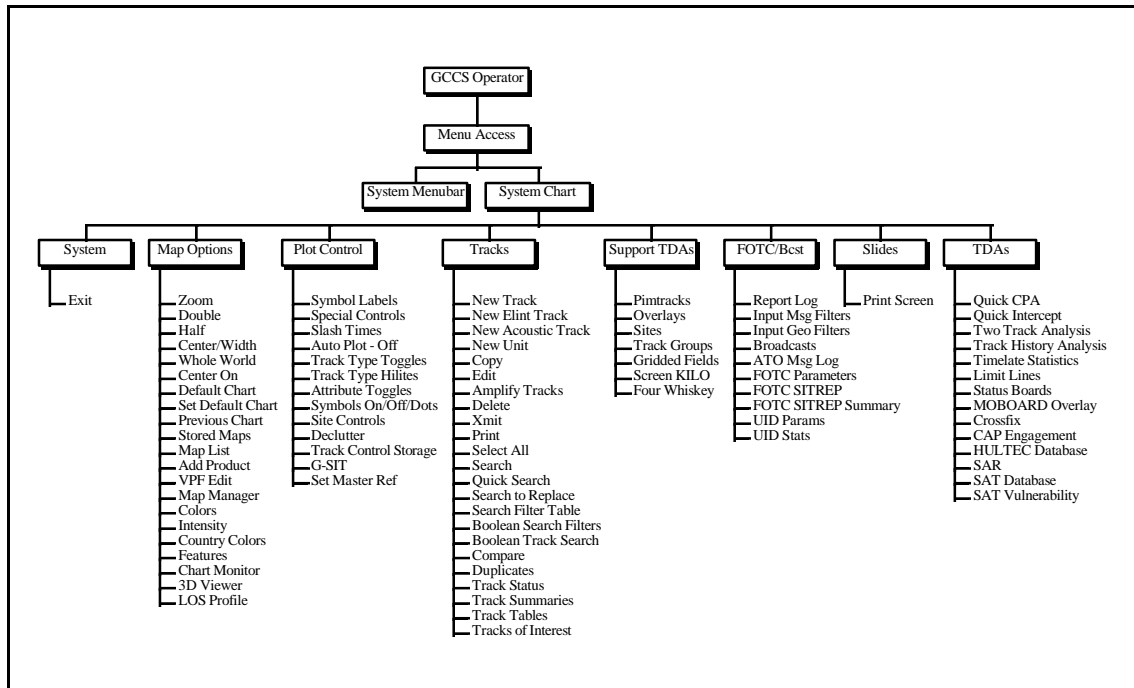 GCCS Operator
Menu Access
System Menubar
System Chart
System
Exit
Map Options
Zoom
Double
Half
Center/Width
Whole World
Center On
Default Chart
Set Default Chart
Previous Chart
Stored Maps
Map List
Add Product
VPF Edit
Map Manager
Colors
Intensity
Country Colors
Features
Chart Monitor
3D Viewer
LOS Profile
Plot Control
Symbol Labels
Special Controls
Slash Times
Auto Plot - Off
Track Type Toggles
Track Type Hilites
Attribute Toggles
Symbols On/Off/Dots
Site Controls
Declutter
Track Control Storage
G-SIT
Set Master Ref
Tracks
New Track
New Elint Track
New Acoustic Track
New Unit
Copy
Edit
Amplify Tracks
Delete
Xmit
Print
Select All
Search
Quick Search
Search to Replace
Search Filter Table
Boolean Search Filters
Boolean Track Search
Compare
Duplicates
Track Status
Track Summaries
Track Tables
Tracks of Interest
Support TDAs
Pimtracks
Overlays
Sites
Track Groups
Gridded Fields
Screen KILO
Four Whiskey
FOTC/Bcst
Report Log
Input Msg Filters
Input Geo Filters
Broadcasts
ATO Msg Log
FOTC Parameters
FOTC SITREP
FOTC SITREP Summary
UID Params
UID Stats
Slides
Print Screen
TDAs
Quick CPA
Quick Intercept
Two Track Analysis
Track History Analysis
Timelate Statistics
Limit Lines
Status Boards
MOBOARD Overlay
Crossfix
CAP Engagement
HULTEC Database
SAR
SAT Database
SAT Vulnerability